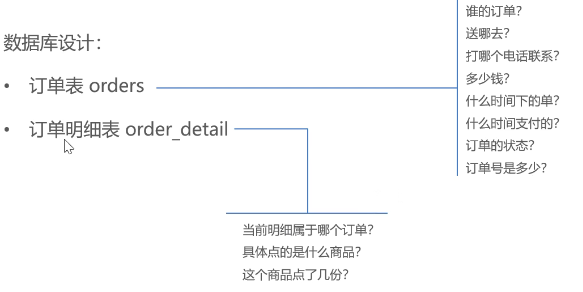 数据库设计：
• 订单表 orders
• 订单明细表 order_detail
谁的订单？
送哪去？
打哪个电话联系？
多少钱？
什么时间下的单？
什么时间支付的？
订单的状态？
订单号是多少？
当前明细属于哪个订单？
具体点的是什么商品？
这个商品点了几份？